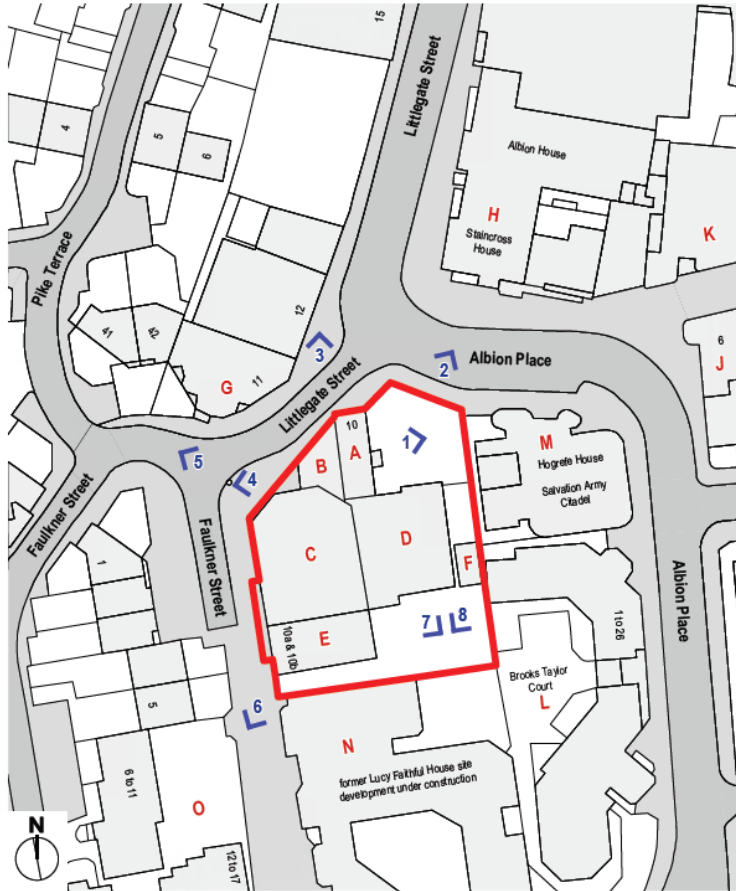 15
Littlegate Street
4
5
6
Albion House
H
Staincross
House
K
Pike Terrace
41
42
12
3
G
11
Littlegate Street
2
Albion Place
6
J
10
A
B
1
M
Hogrefe House
Salvation Army
Citadel
5
4
Faulkner Street
Faulkner Street
C
D
F
1
E
10a & 10b
7
8
1 to 26
Albion Place
Brooks Taylor
Court
L
5
6
N
former Lucy Faithful House site
development under construction
6 to 11
O
N
12 to 17